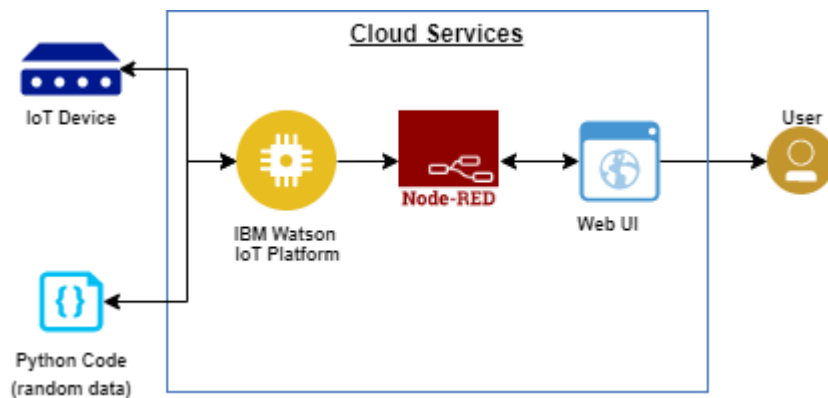 Cloud Services
IoT Device
User
Node-RED
Web UI
IBM Watson
IoT Platform
{}
Python Code
(random data)